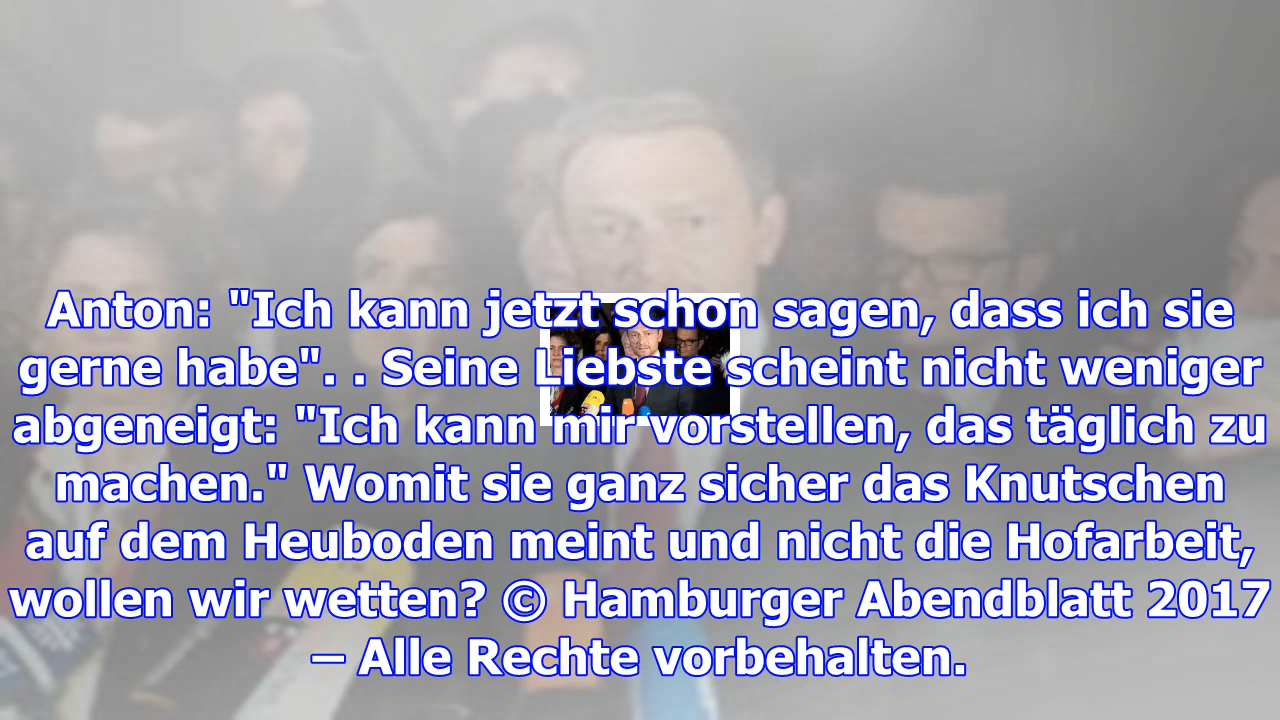 Anton: "Ich kann jetzt schon sagen, dass ich sie
gerne habe". . Seine Liebste scheint nicht weniger
abgeneigt: "Ich kann mir vorstellen, das täglich zu
machen." Womit sie ganz sicher das Knutschen
auf dem Heuboden meint und nicht die Hofarbeit,
wollen wir wetten? © Hamburger Abendblatt 2017
– Alle Rechte vorbehalten.